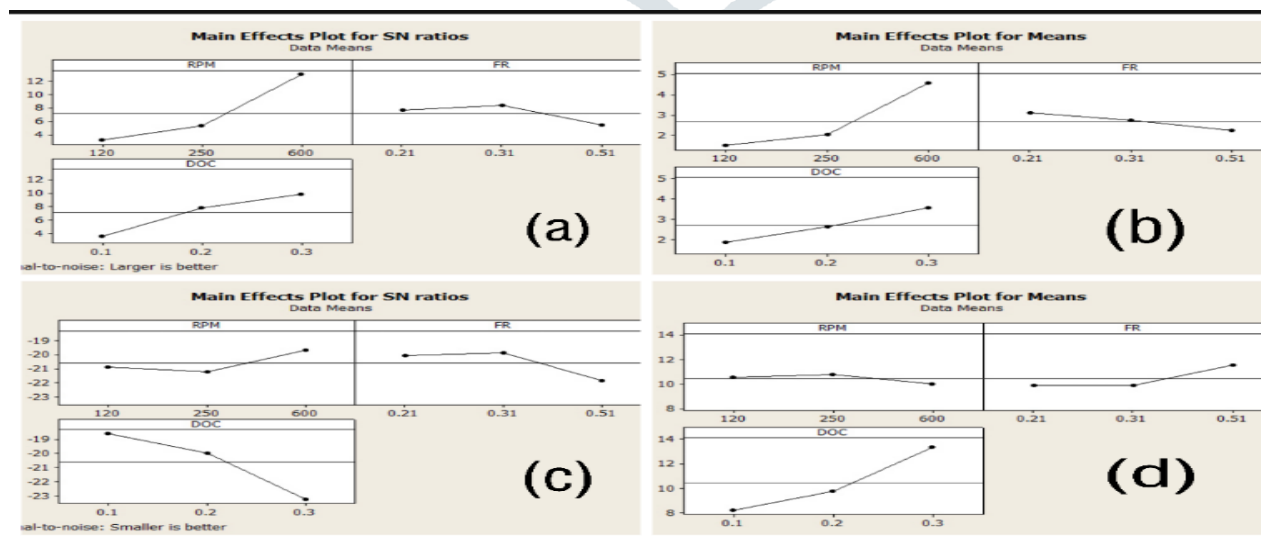 Main Effects Plot for SN ratios
Data Means
RPM FR
12
10
8
6
4
120 250 600 0.21 0.31 0.51
DOC
12
10
8
6
4
0.1 0.2 0.3
(a)
al-to-noise: Larger is better
Main Effects Plot for Means
Data Means
RPM FR
5
4
3
2
120 250 600 0.21 0.31 0.51
DOC
5
4
3
2
0.1 0.2 0.3
(b)
Main Effects Plot for SN ratios
Data Means
RPM FR
-19
-20
-21
-22
-23
120 250 600 0.21 0.31 0.51
DOC
-19
-20
-21
-22
-23
0.1 0.2 0.3
(c)
al-to-noise: Smaller is better
Main Effects Plot for Means
Data Means
RPM FR
14
12
10
8
120 250 600 0.21 0.31 0.51
DOC
14
12
10
8
0.1 0.2 0.3
(d)